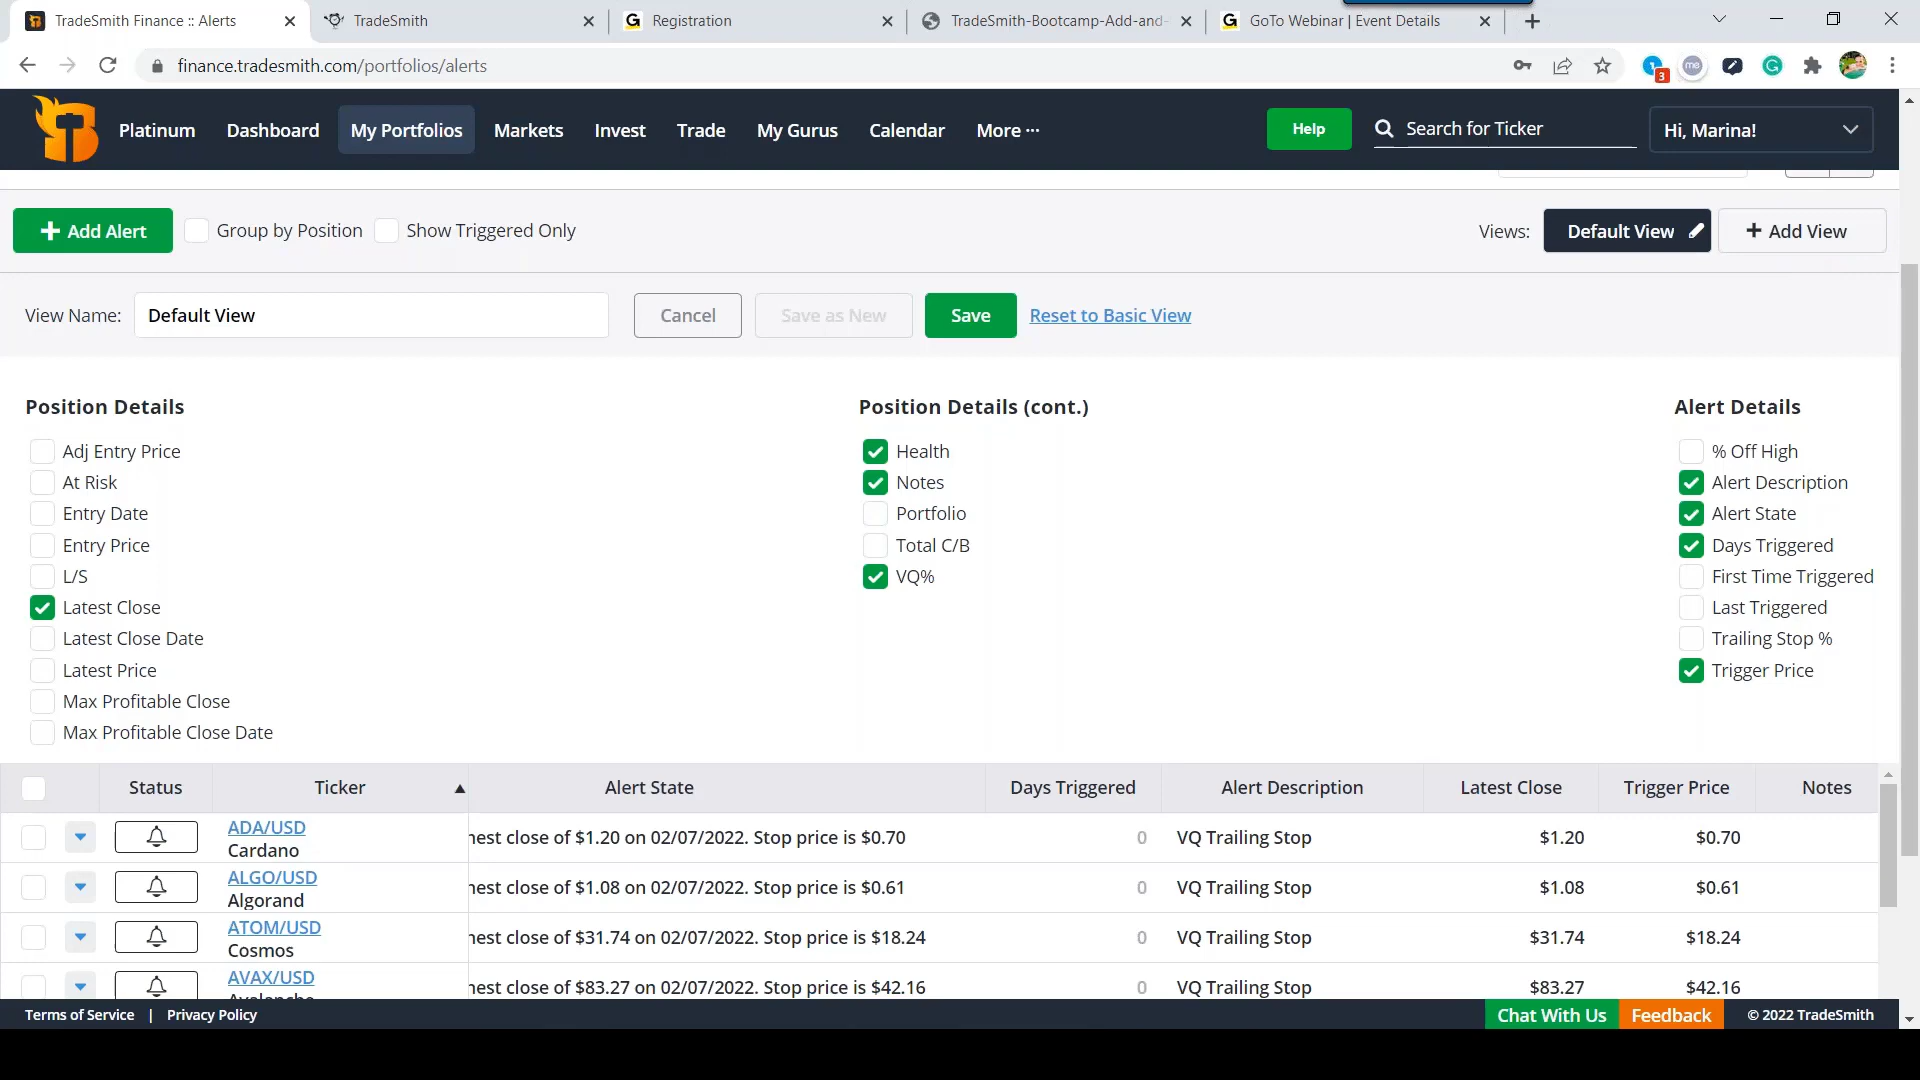 TradeSmith Finance :: Alerts
TradeSmith
G Registration
TradeSmith-Bootcamp-Add-and-
G GoTo Webinar | Event Details
finance.tradesmith.com/portfolios/alerts
3
me
Platinum
Dashboard
My Portfolios
Markets
Invest
Trade
My Gurus
Calendar
More ···
Help
Search for Ticker
Hi, Marina!
+ Add Alert
Group by Position
Show Triggered Only
Views:
Default View
+ Add View
View Name:
Default View
Cancel
Save as New
Save
Reset to Basic View
Position Details
Adj Entry Price
At Risk
Entry Date
Entry Price
L/S
Latest Close
Latest Close Date
Latest Price
Max Profitable Close
Max Profitable Close Date
Position Details (cont.)
Health
Notes
Portfolio
Total C/B
VQ%
Alert Details
% Off High
Alert Description
Alert State
Days Triggered
First Time Triggered
Last Triggered
Trailing Stop %
Trigger Price
Status Ticker Alert State Days Triggered Alert Description Latest Close Trigger Price Notes
ADA/USD
Cardano
hest close of $1.20 on 02/07/2022. Stop price is $0.70 0 VQ Trailing Stop $1.20 $0.70
ALGO/USD
Algorand
hest close of $1.08 on 02/07/2022. Stop price is $0.61 0 VQ Trailing Stop $1.08 $0.61
ATOM/USD
Cosmos
hest close of $31.74 on 02/07/2022. Stop price is $18.24 0 VQ Trailing Stop $31.74 $18.24
AVAX/USD
Avalanche
hest close of $83.27 on 02/07/2022. Stop price is $42.16 0 VQ Trailing Stop $83.27 $42.16
Terms of Service | Privacy Policy
Chat With Us
Feedback
© 2022 TradeSmith